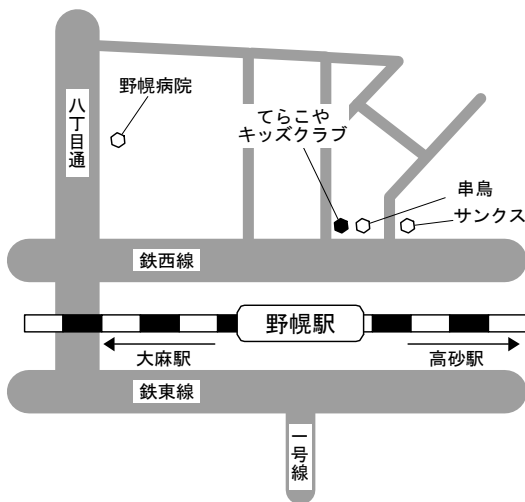 野幌病院
八丁目通
てらこや
キッズクラブ
串鳥
サンクス
鉄西線
野幌駅
大麻駅
高砂駅
鉄東線
一号線